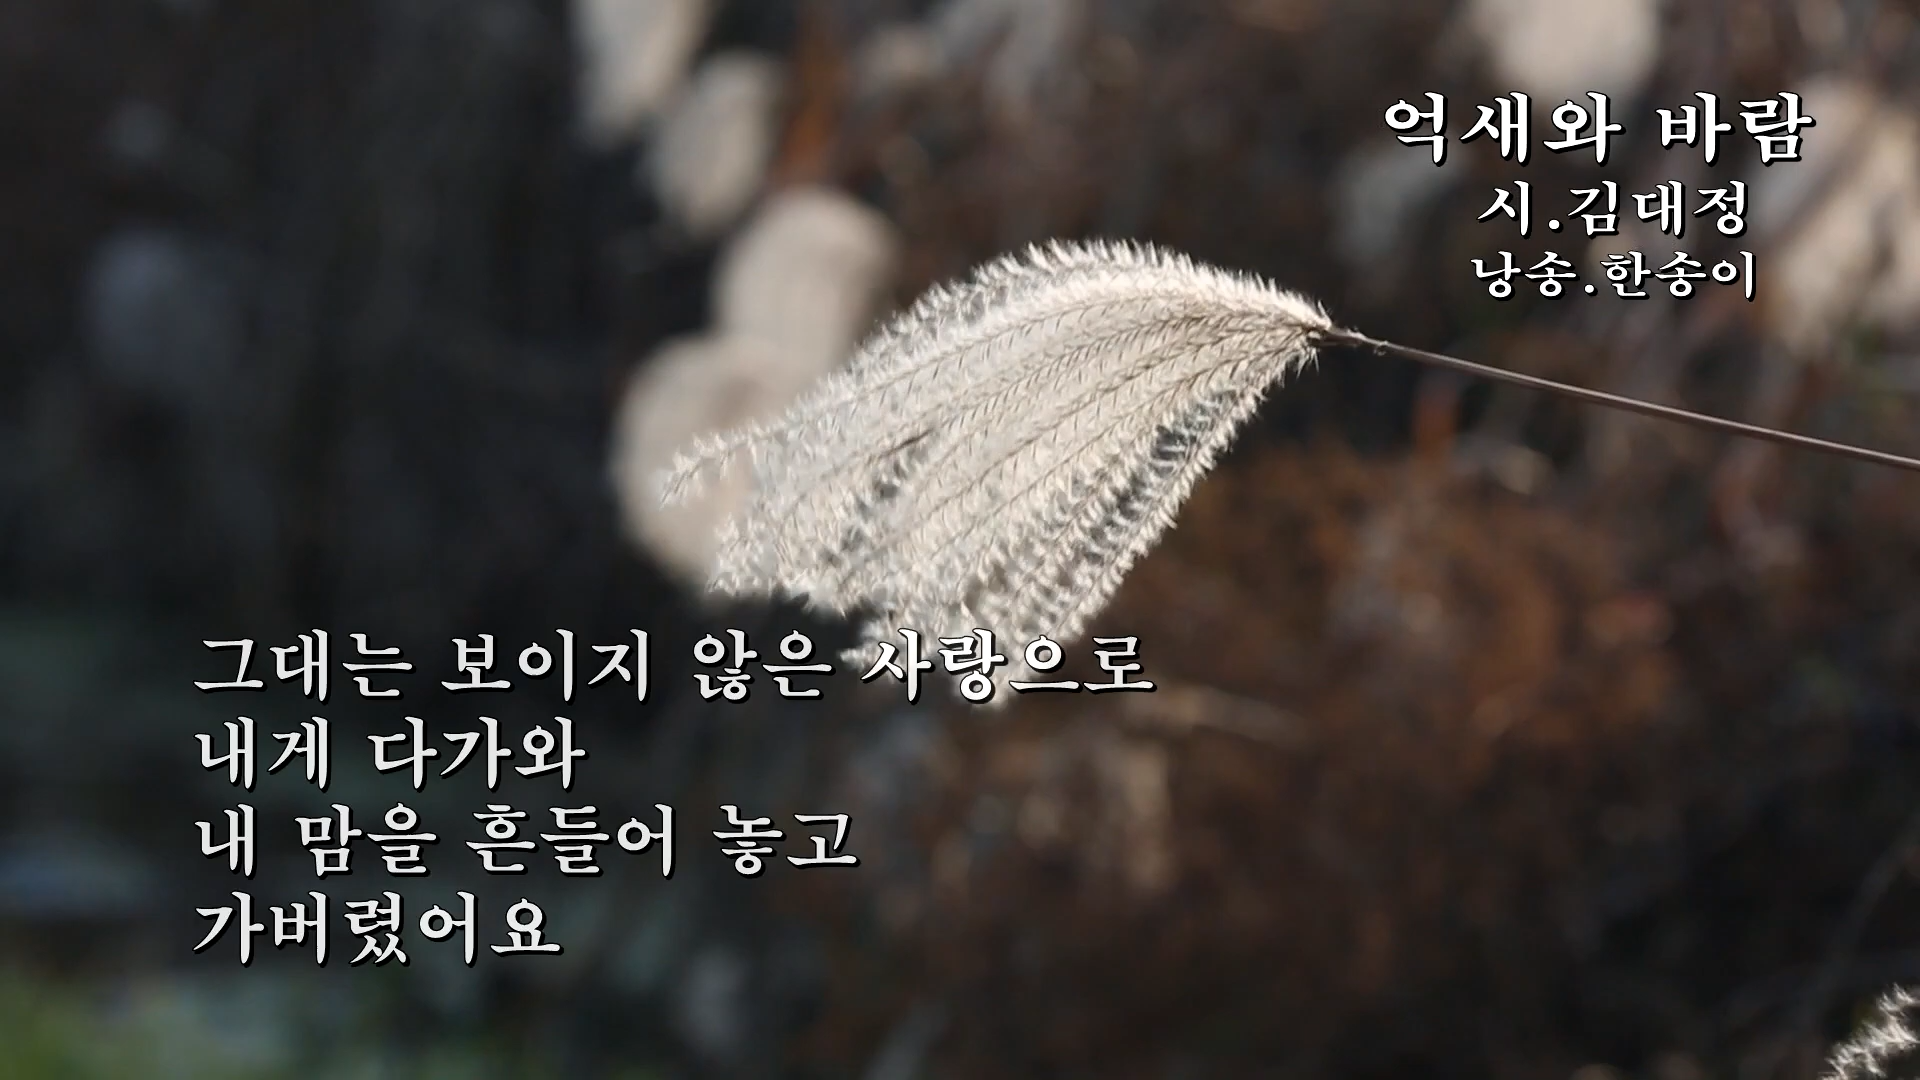 억새와 바람
시.김대정
낭송.한송이
그대는 보이지 않은 사랑으로
내게 다가와
내 맘을 흔들어 놓고
가버렸어요